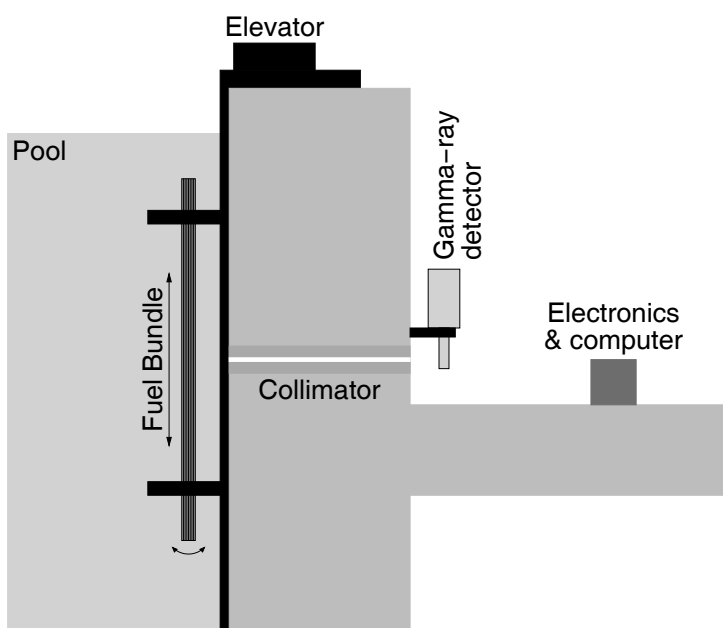 Elevator
Pool
Gamma−ray
detector
Electronics
& computer
Fuel Bundle
Collimator